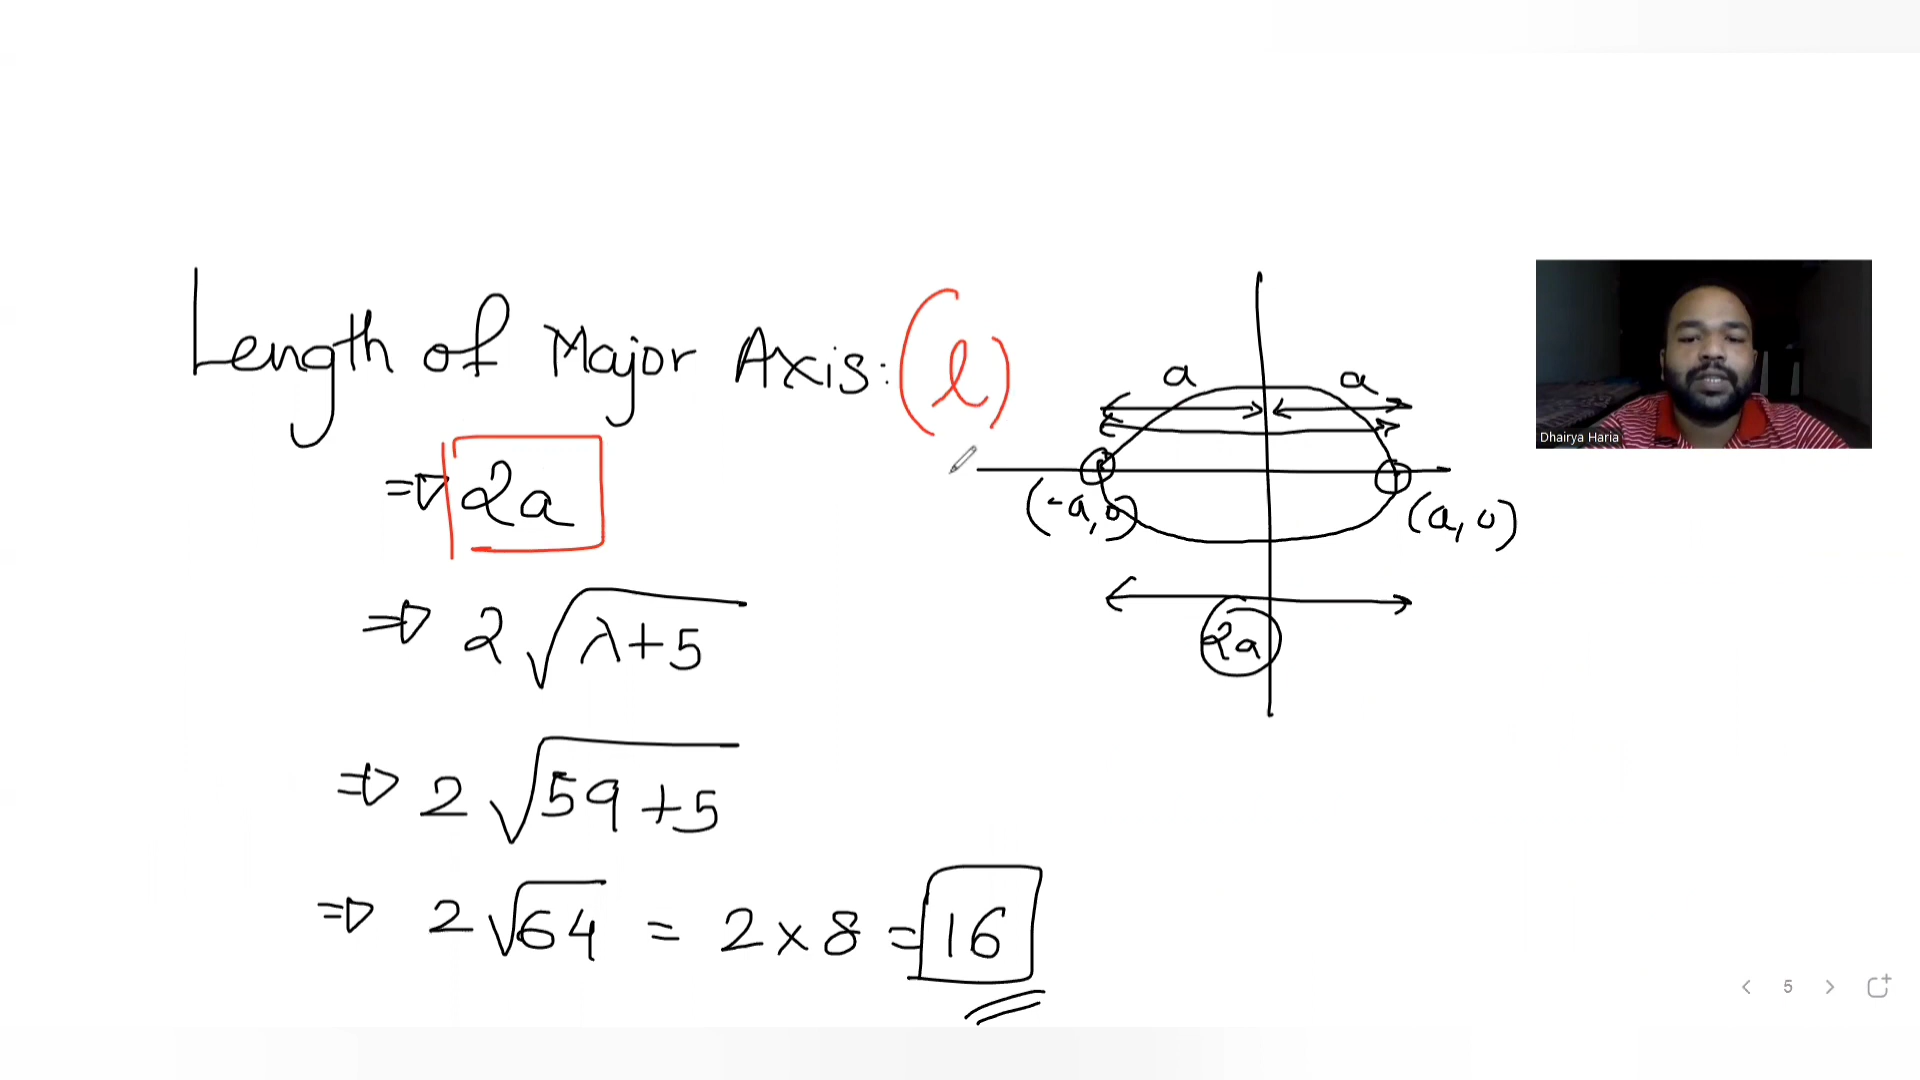 Length of Major Axis: (l)
⇒ 2a
⇒ 2√(λ+5)
⇒ 2√(59+5)
⇒ 2√64 = 2 x 8 = 16
a a
(-a, 0) (a, 0)
2a
Dhairya Haria
5